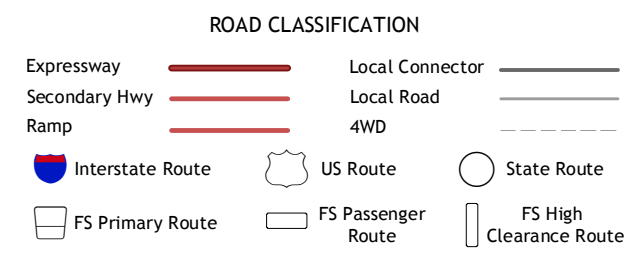 ROAD CLASSIFICATION
Expressway
Local Connector
Secondary Hwy
Local Road
Ramp
4WD
Interstate Route
US Route
State Route
FS Primary Route
FS Passenger
Route
FS High
Clearance Route